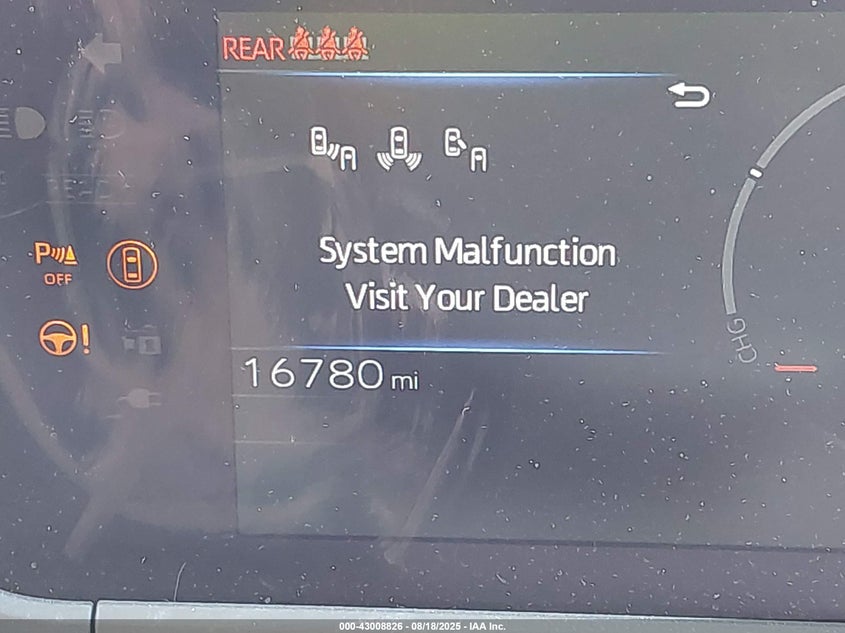 REAR
System Malfunction
Visit Your Dealer
P
OFF
!
CHG
16780 mi
000-43008826 - 08/18/2025 - IAA Inc.